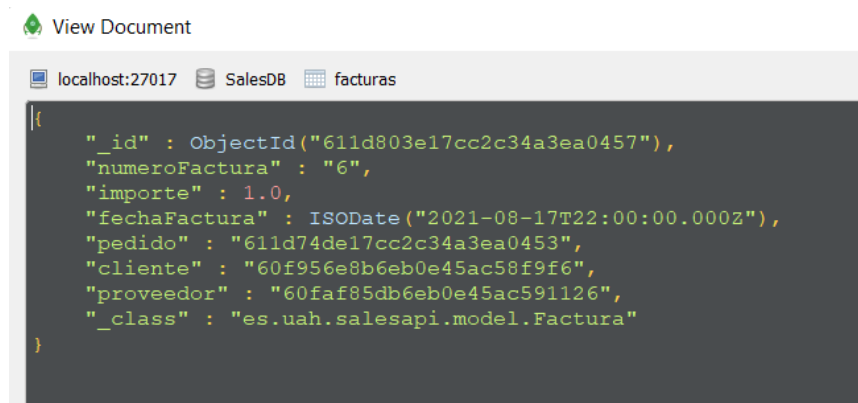 View Document
localhost:27017 SalesDB facturas
{
"_id" : ObjectId("611d803e17cc2c34a3ea0457"),
"numeroFactura" : "6",
"importe" : 1.0,
"fechaFactura" : ISODate("2021-08-17T22:00:00.000Z"),
"pedido" : "611d74de17cc2c34a3ea0453",
"cliente" : "60f956e8b6eb0e45ac58f9f6",
"proveedor" : "60faf85db6eb0e45ac591126",
"_class" : "es.uah.salesapi.model.Factura"
}